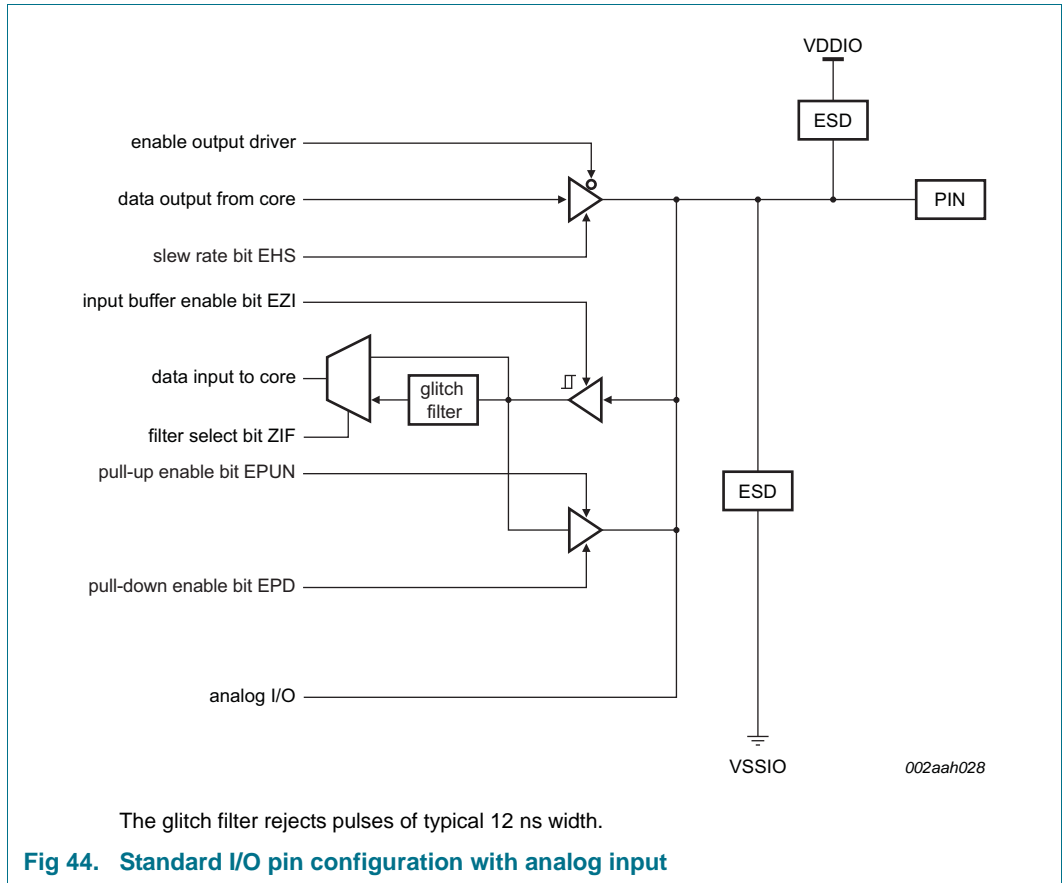 VDDIO
ESD
enable output driver
data output from core
PIN
slew rate bit EHS
input buffer enable bit EZI
data input to core
glitch
filter
filter select bit ZIF
pull-up enable bit EPUN
ESD
pull-down enable bit EPD
analog I/O
VSSIO
002aah028
The glitch filter rejects pulses of typical 12 ns width.
Fig 44. Standard I/O pin configuration with analog input